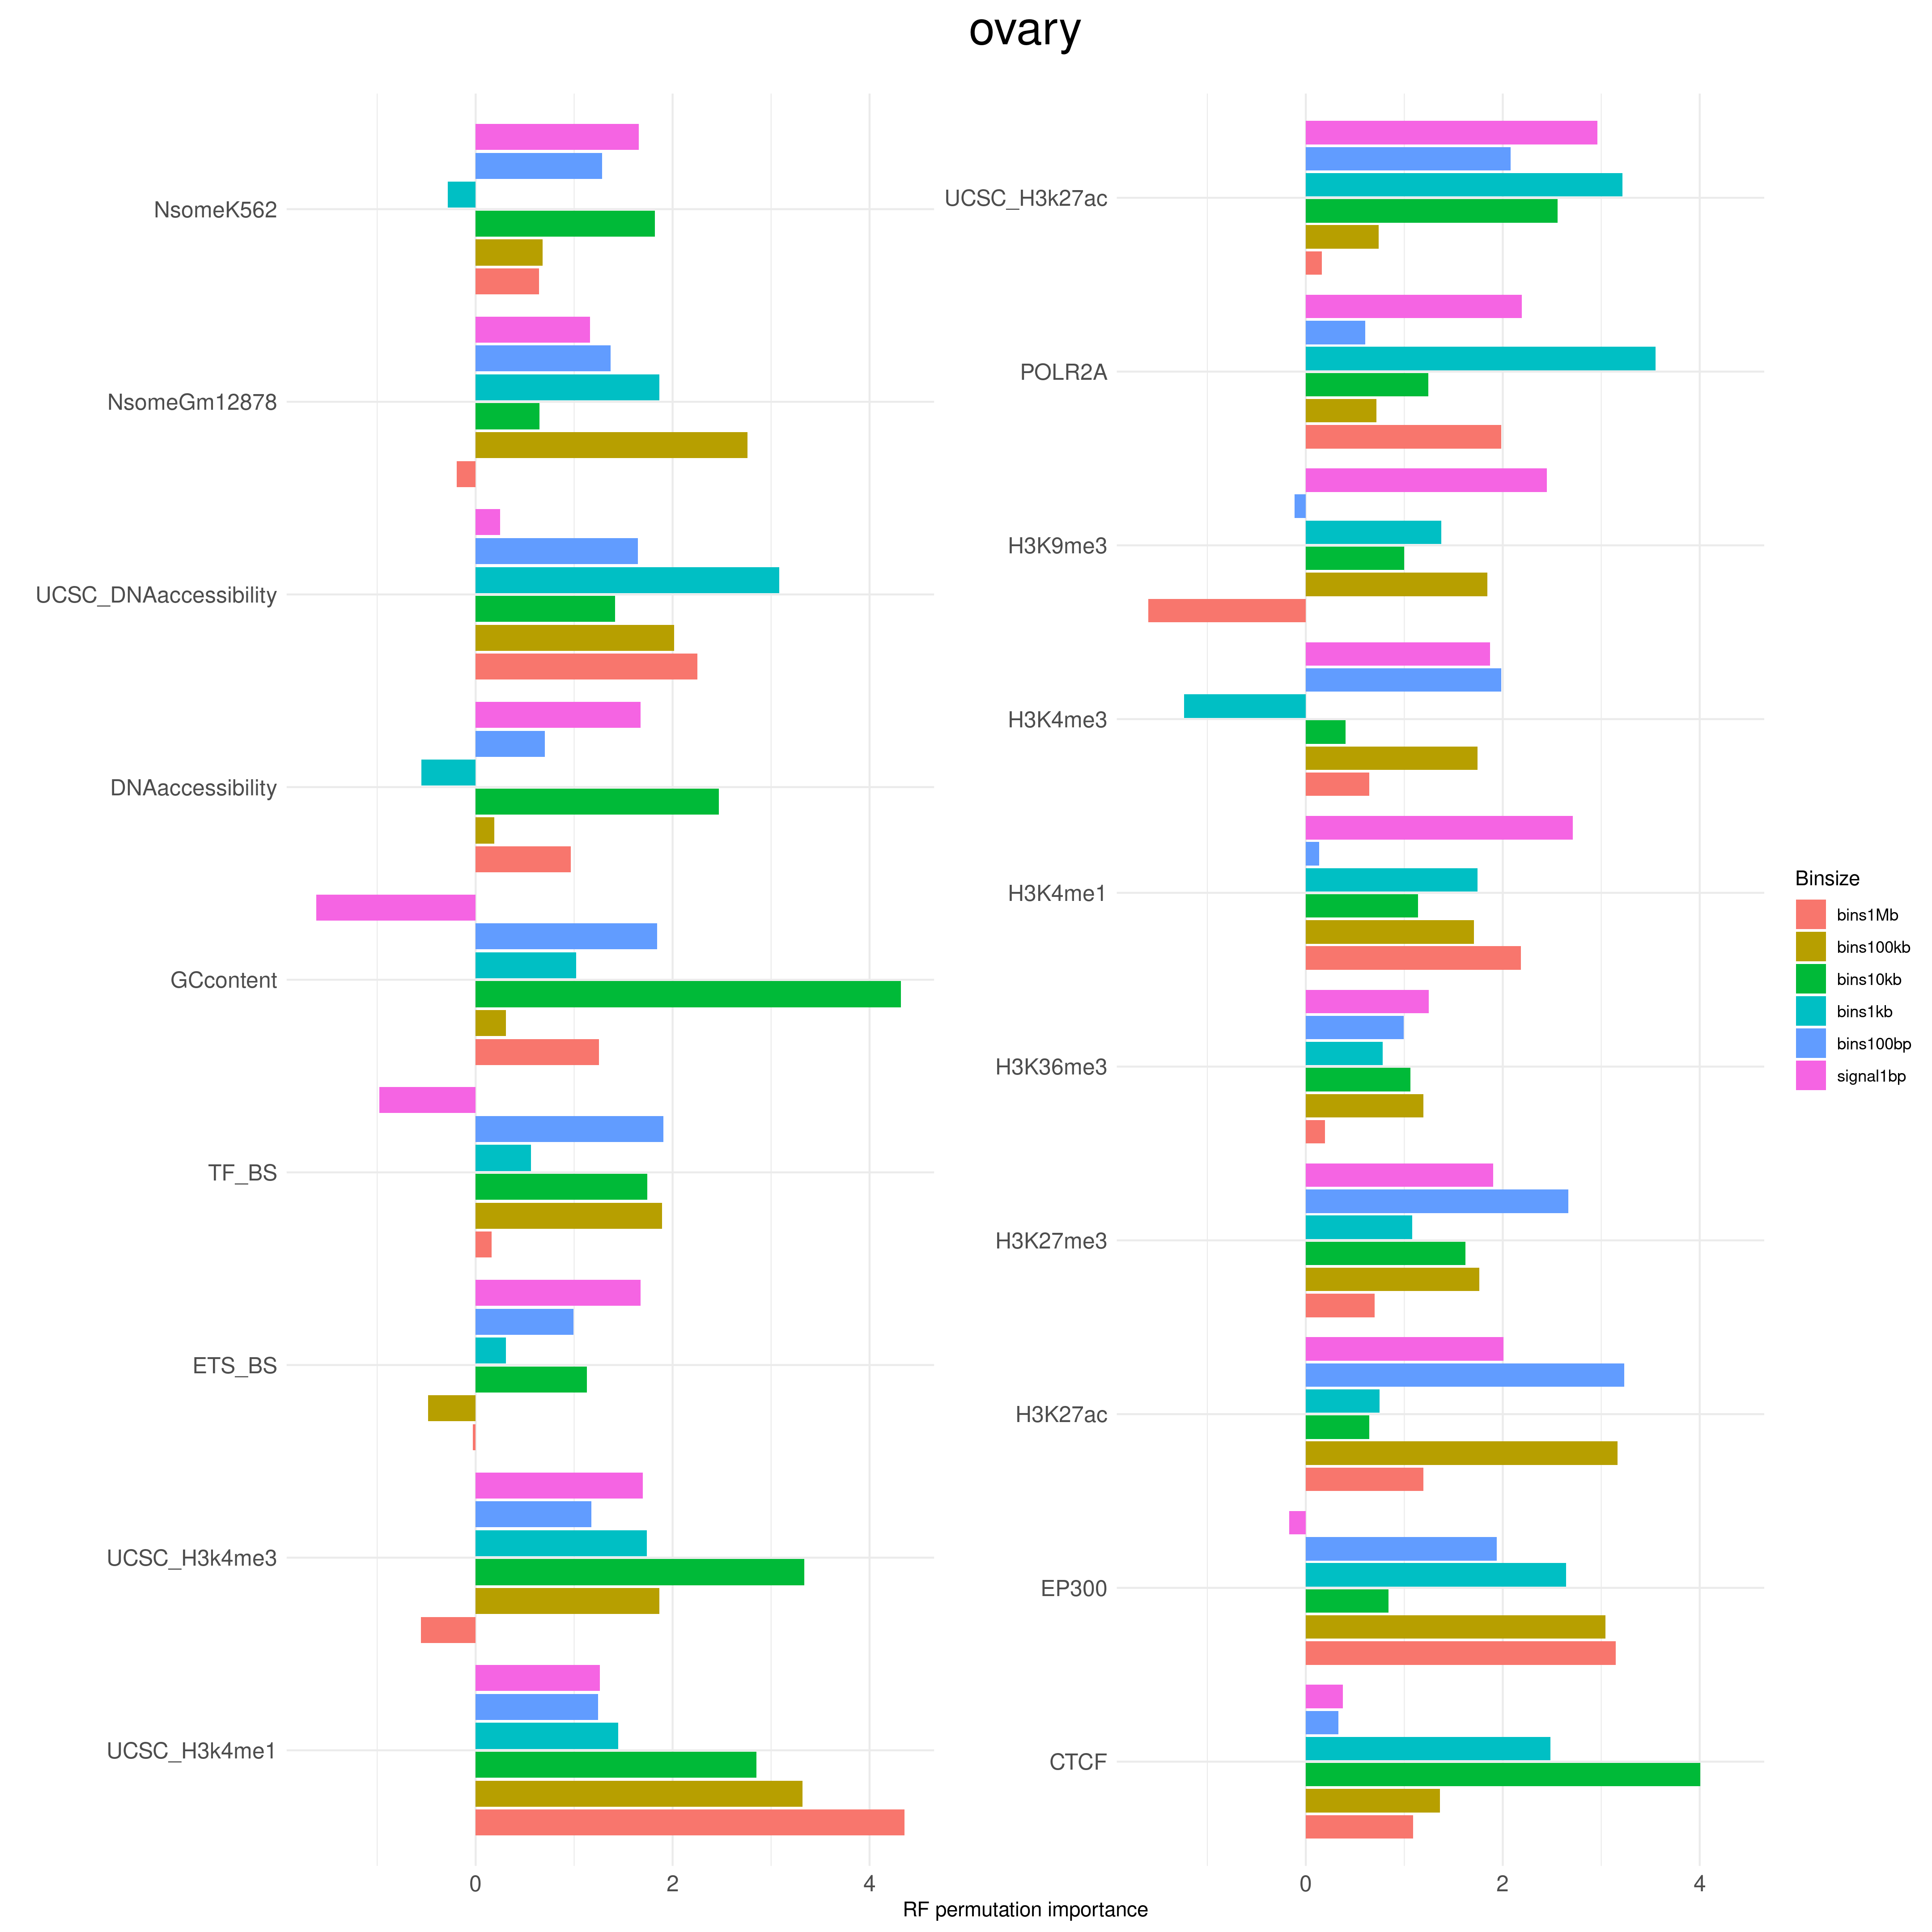 ovary
NsomeK562
NsomeGm12878
UCSC_DNAaccessibility
DNAaccessibility
GCcontent
TF_BS
ETS_BS
UCSC_H3k4me3
UCSC_H3k4me1
0 2 4
UCSC_H3k27ac
POLR2A
H3K9me3
H3K4me3
H3K4me1
H3K36me3
H3K27me3
H3K27ac
EP300
CTCF
0 2 4
RF permutation importance
Binsize
bins1Mb
bins100kb
bins10kb
bins1kb
bins100bp
signal1bp